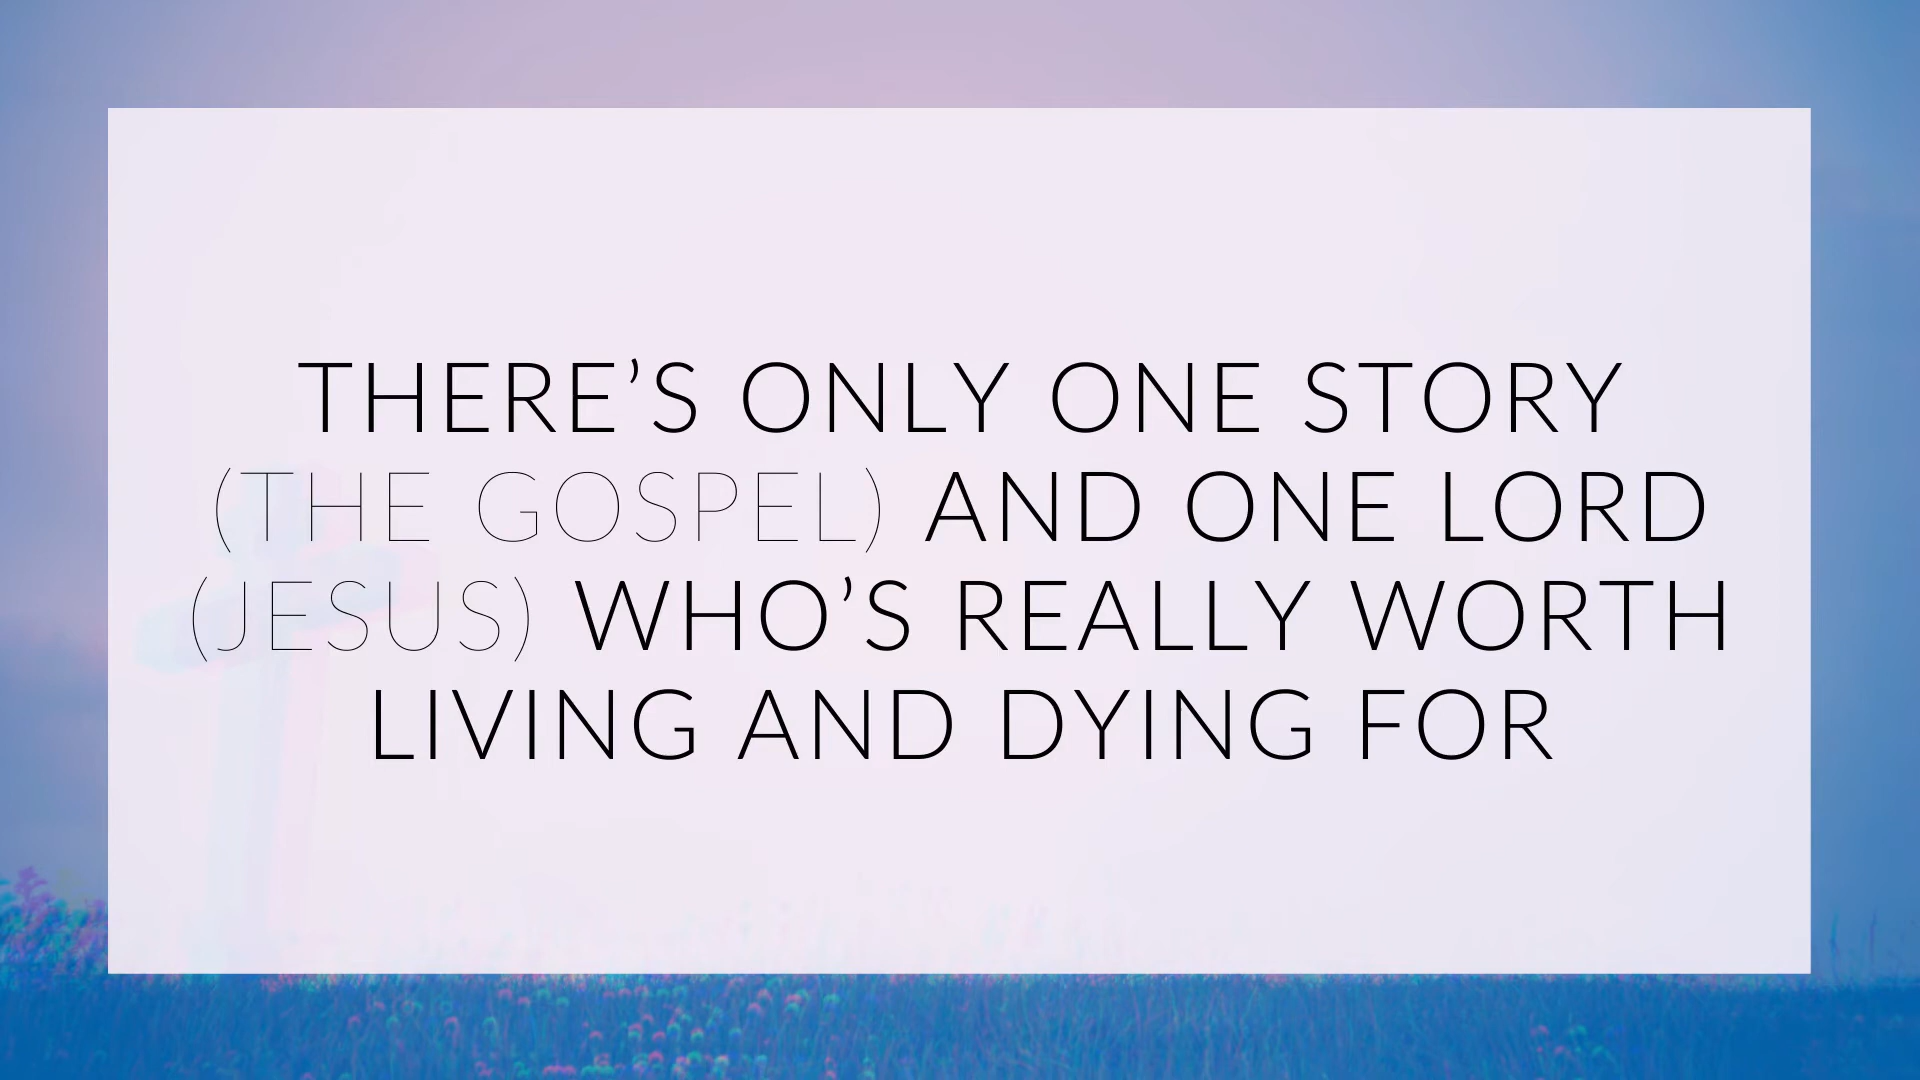 THERE’S ONLY ONE STORY
(THE GOSPEL) AND ONE LORD
(JESUS) WHO’S REALLY WORTH
LIVING AND DYING FOR